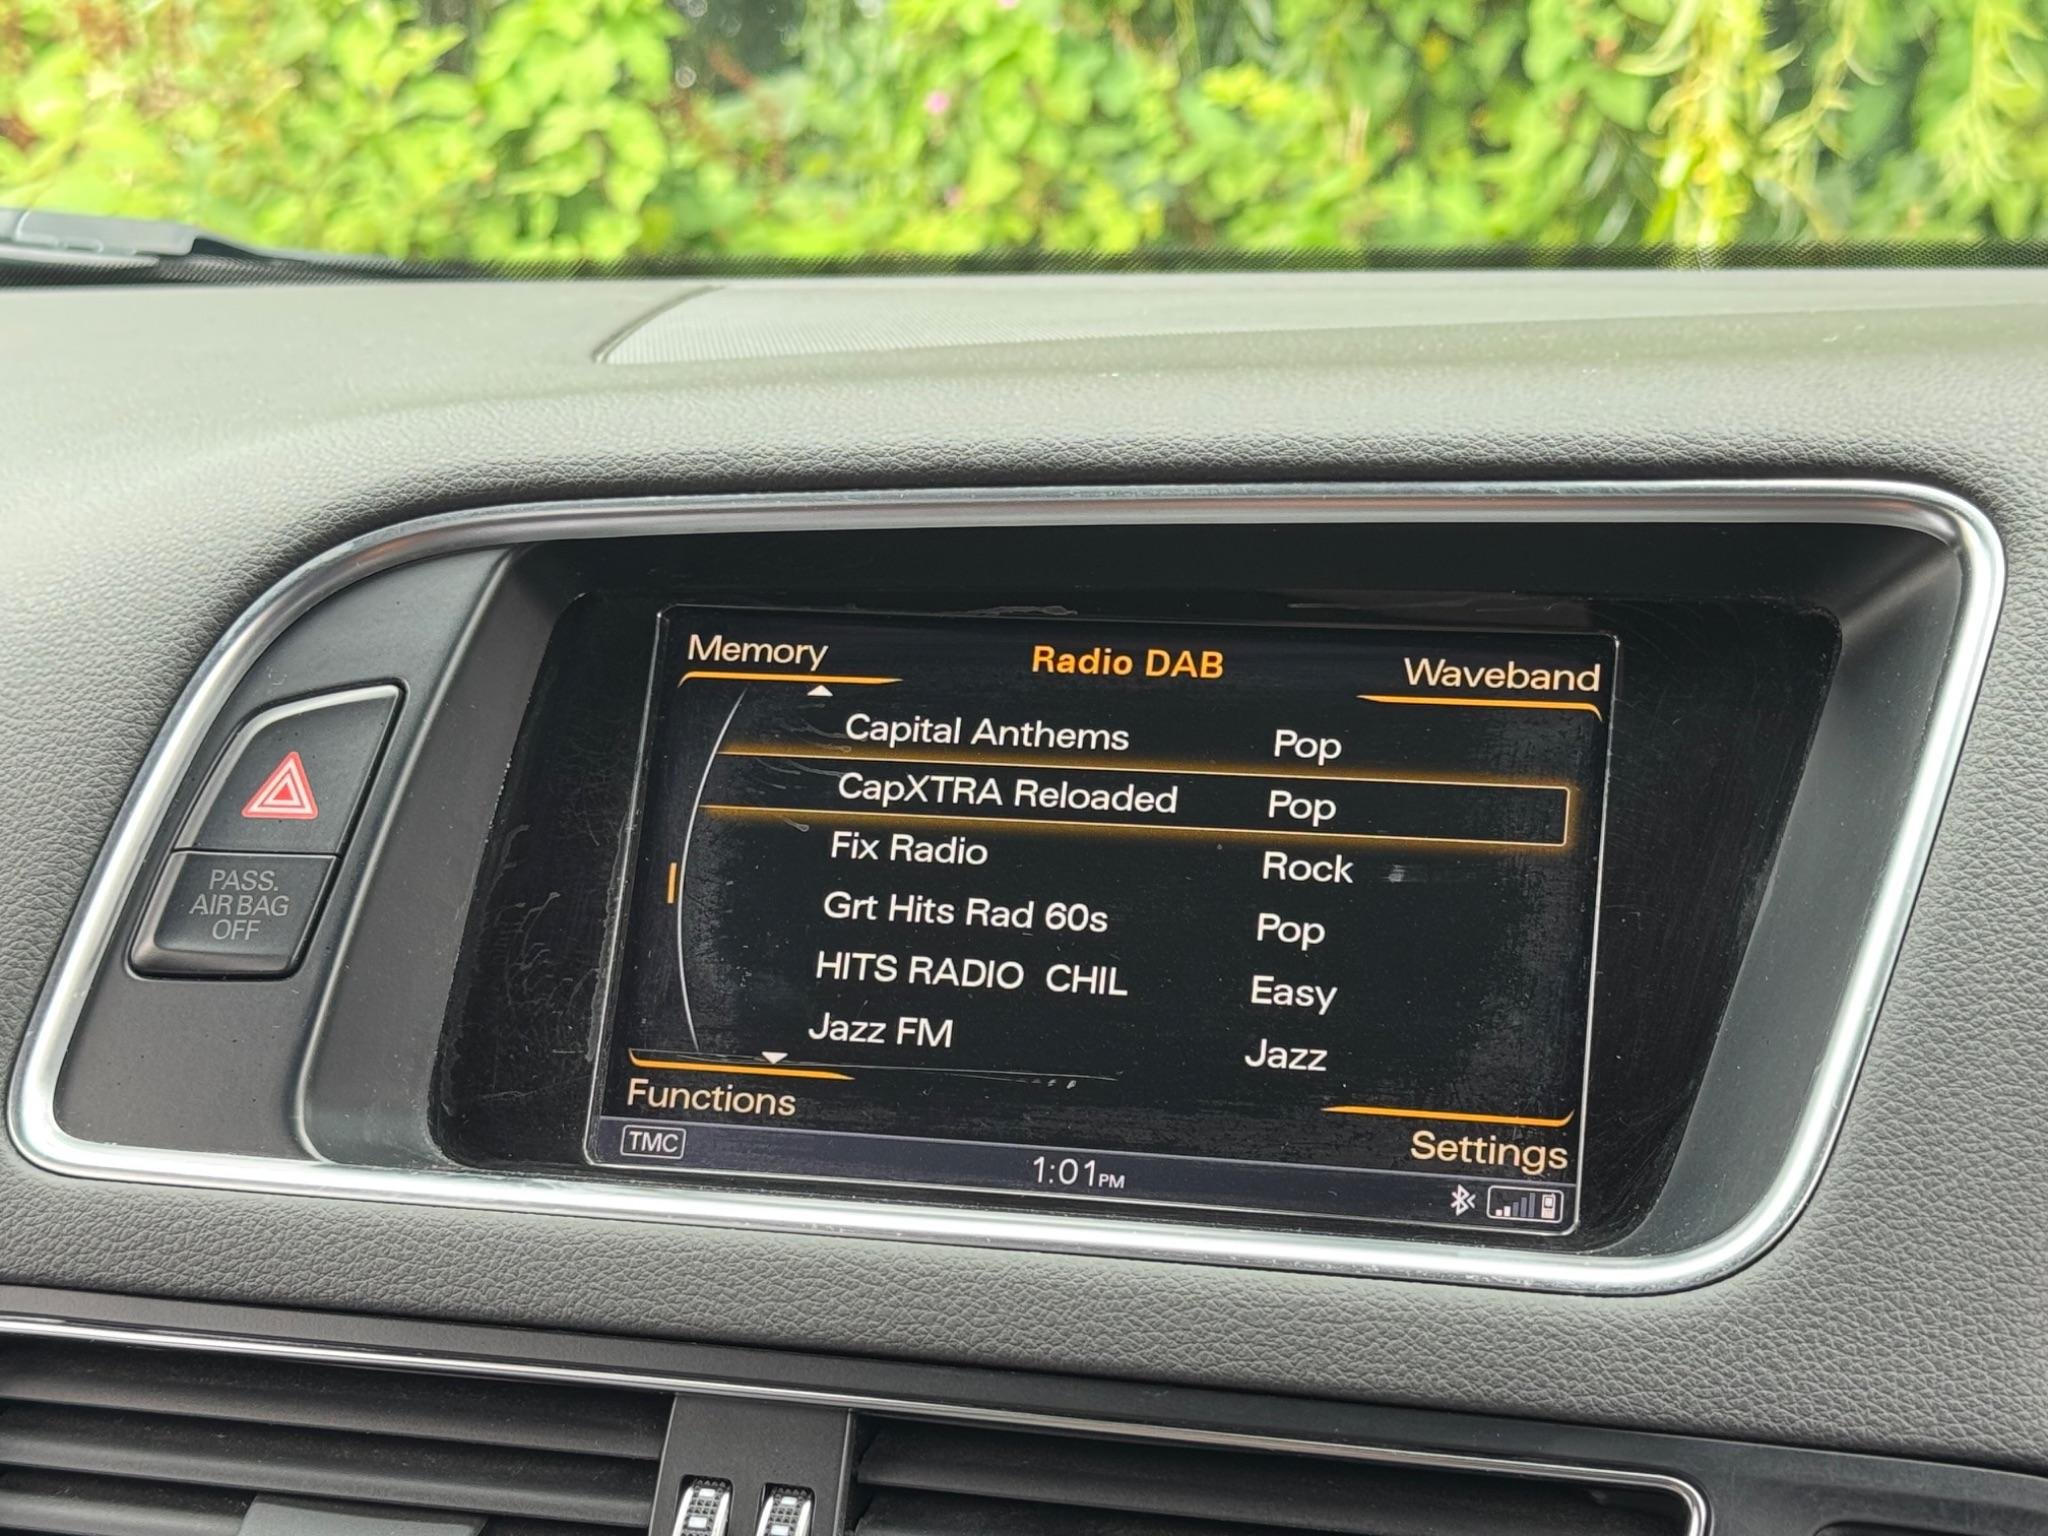 Memory Radio DAB Waveband
Capital Anthems Pop
CapXTRA Reloaded Pop
Fix Radio Rock
Grt Hits Rad 60s Pop
HITS RADIO CHIL Easy
Jazz FM Jazz
Functions Settings
TMC 1:01PM
PASS.
AIR BAG
OFF